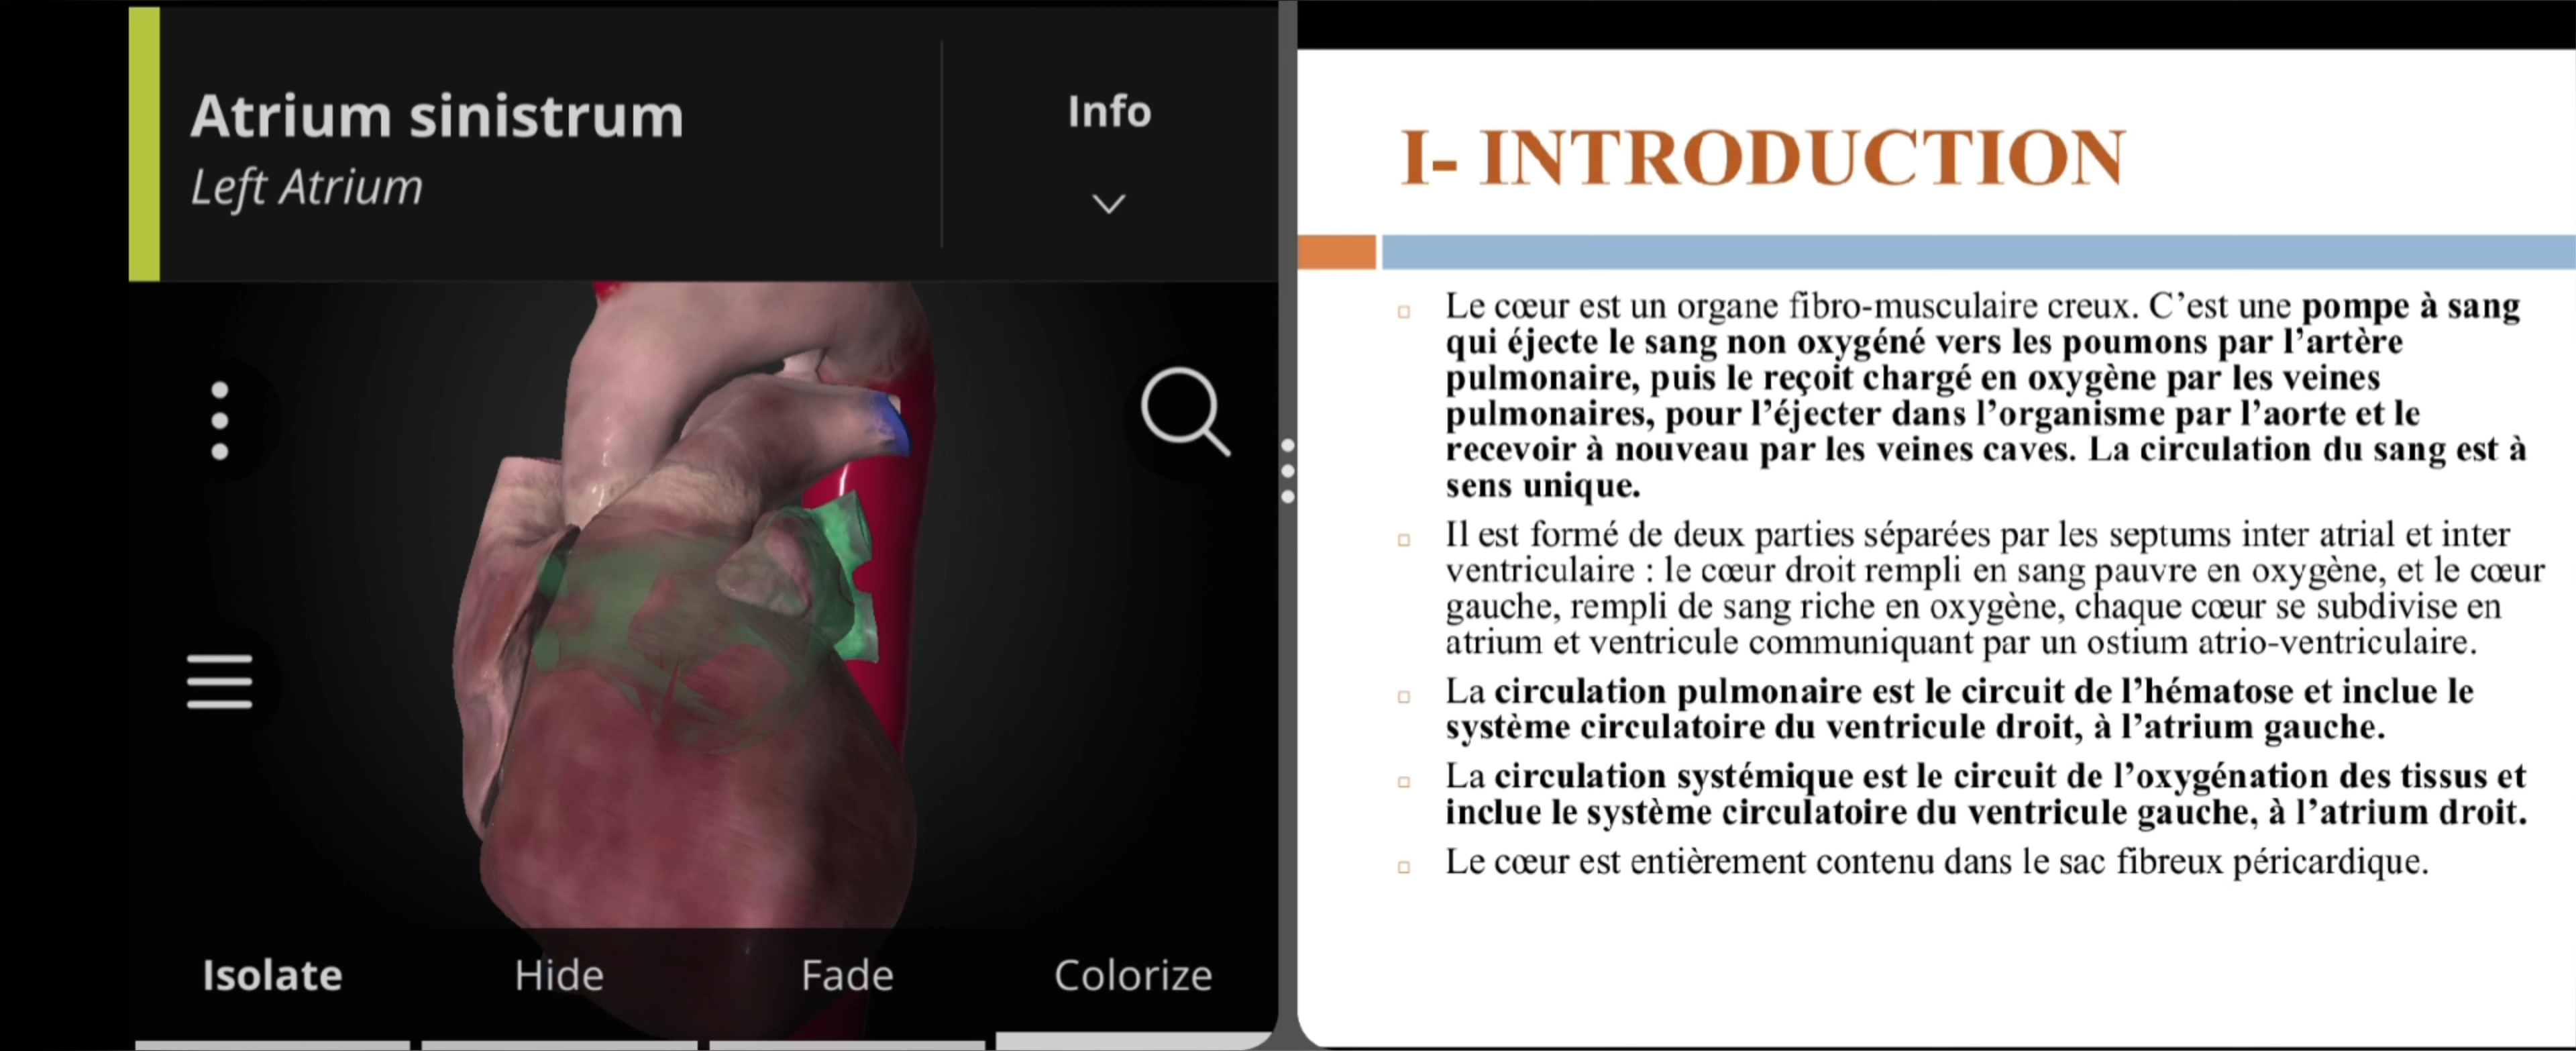 Atrium sinistrum
Left Atrium
Info
Isolate
Hide
Fade
Colorize
I- INTRODUCTION
Le cœur est un organe fibro-musculaire creux. C’est une pompe à sang
qui éjecte le sang non oxygéné vers les poumons par l’artère
pulmonaire, puis le reçoit chargé en oxygène par les veines
pulmonaires, pour l’éjecter dans l’organisme par l’aorte et le
recevoir à nouveau par les veines caves. La circulation du sang est à
sens unique.
Il est formé de deux parties séparées par les septums inter atrial et inter
ventriculaire : le cœur droit rempli en sang pauvre en oxygène, et le cœur
gauche, rempli de sang riche en oxygène, chaque cœur se subdivise en
atrium et ventricule communiquant par un ostium atrio-ventriculaire.
La circulation pulmonaire est le circuit de l’hématose et inclue le
système circulatoire du ventricule droit, à l’atrium gauche.
La circulation systémique est le circuit de l’oxygénation des tissus et
inclue le système circulatoire du ventricule gauche, à l’atrium droit.
Le cœur est entièrement contenu dans le sac fibreux péricardique.